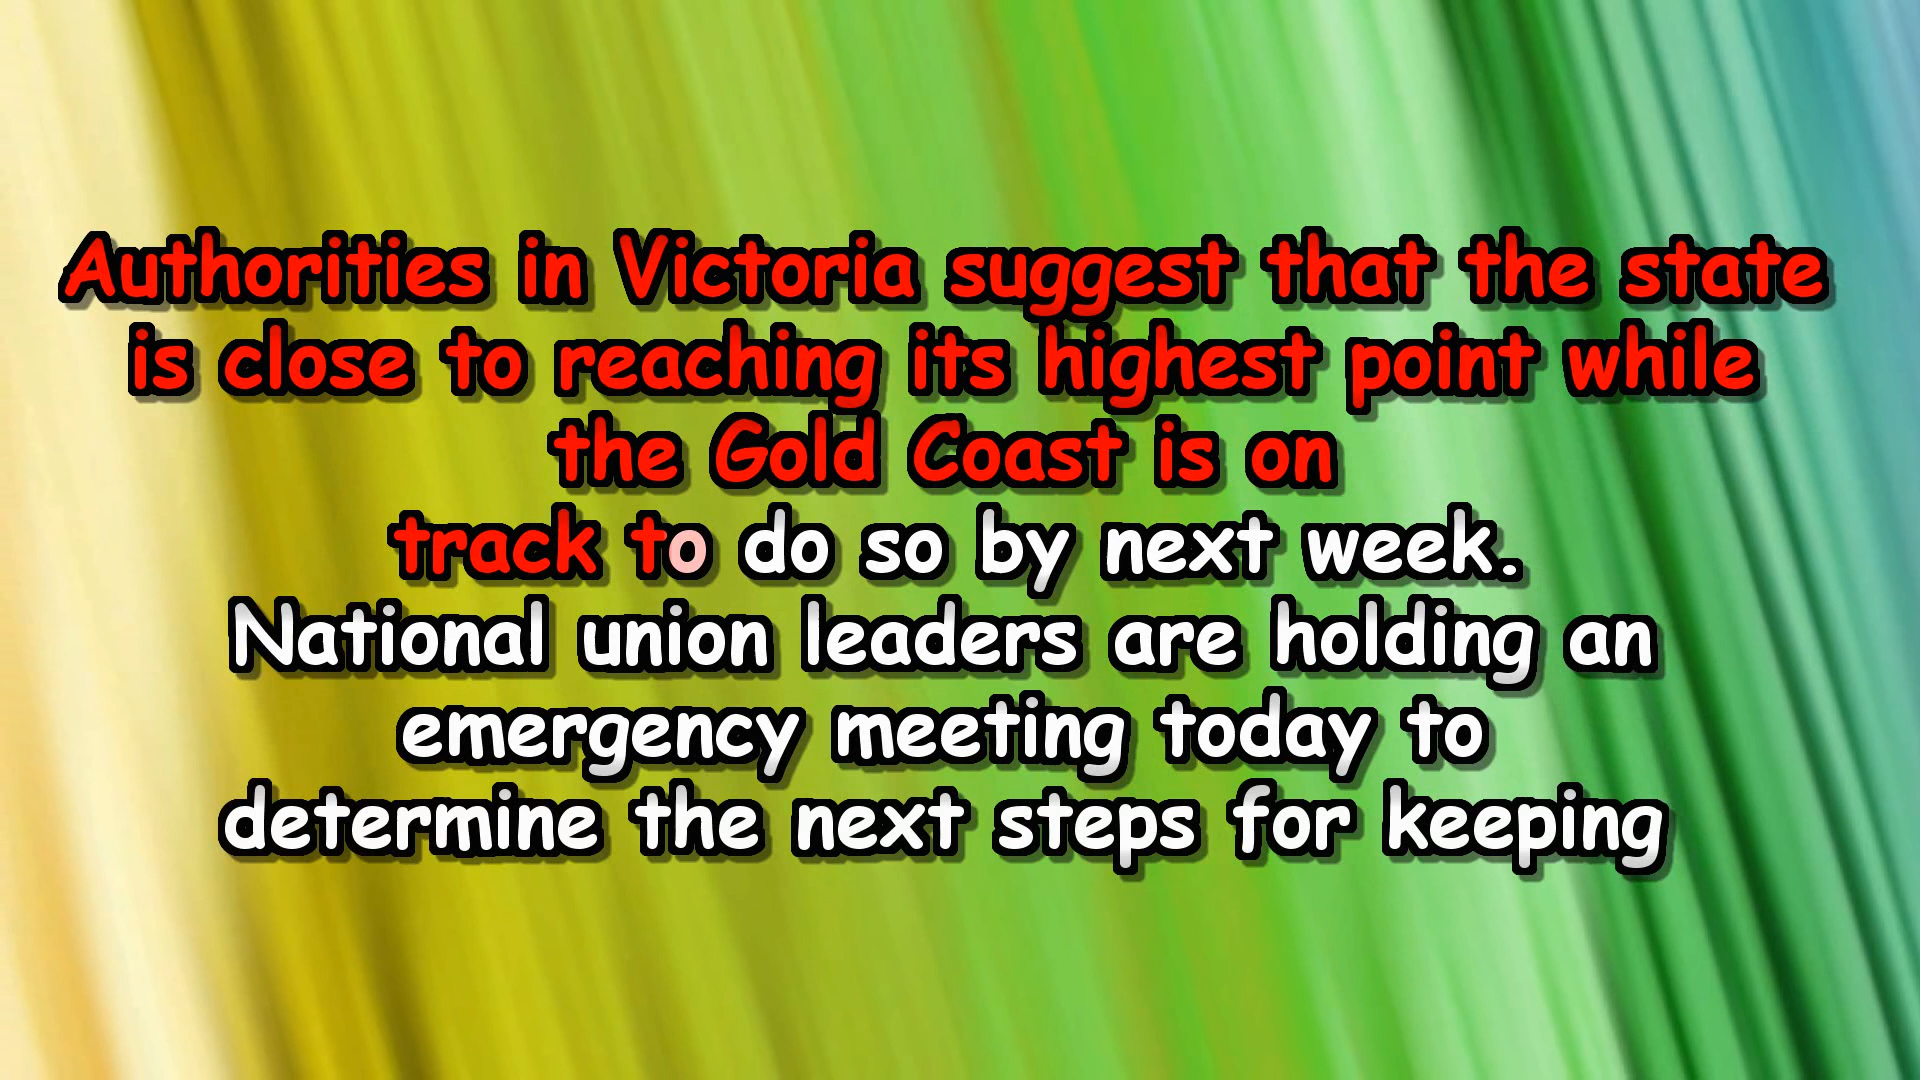 Authorities in Victoria suggest that the state
is close to reaching its highest point while
the Gold Coast is on
track to do so by next week.
National union leaders are holding an
emergency meeting today to
determine the next steps for keeping